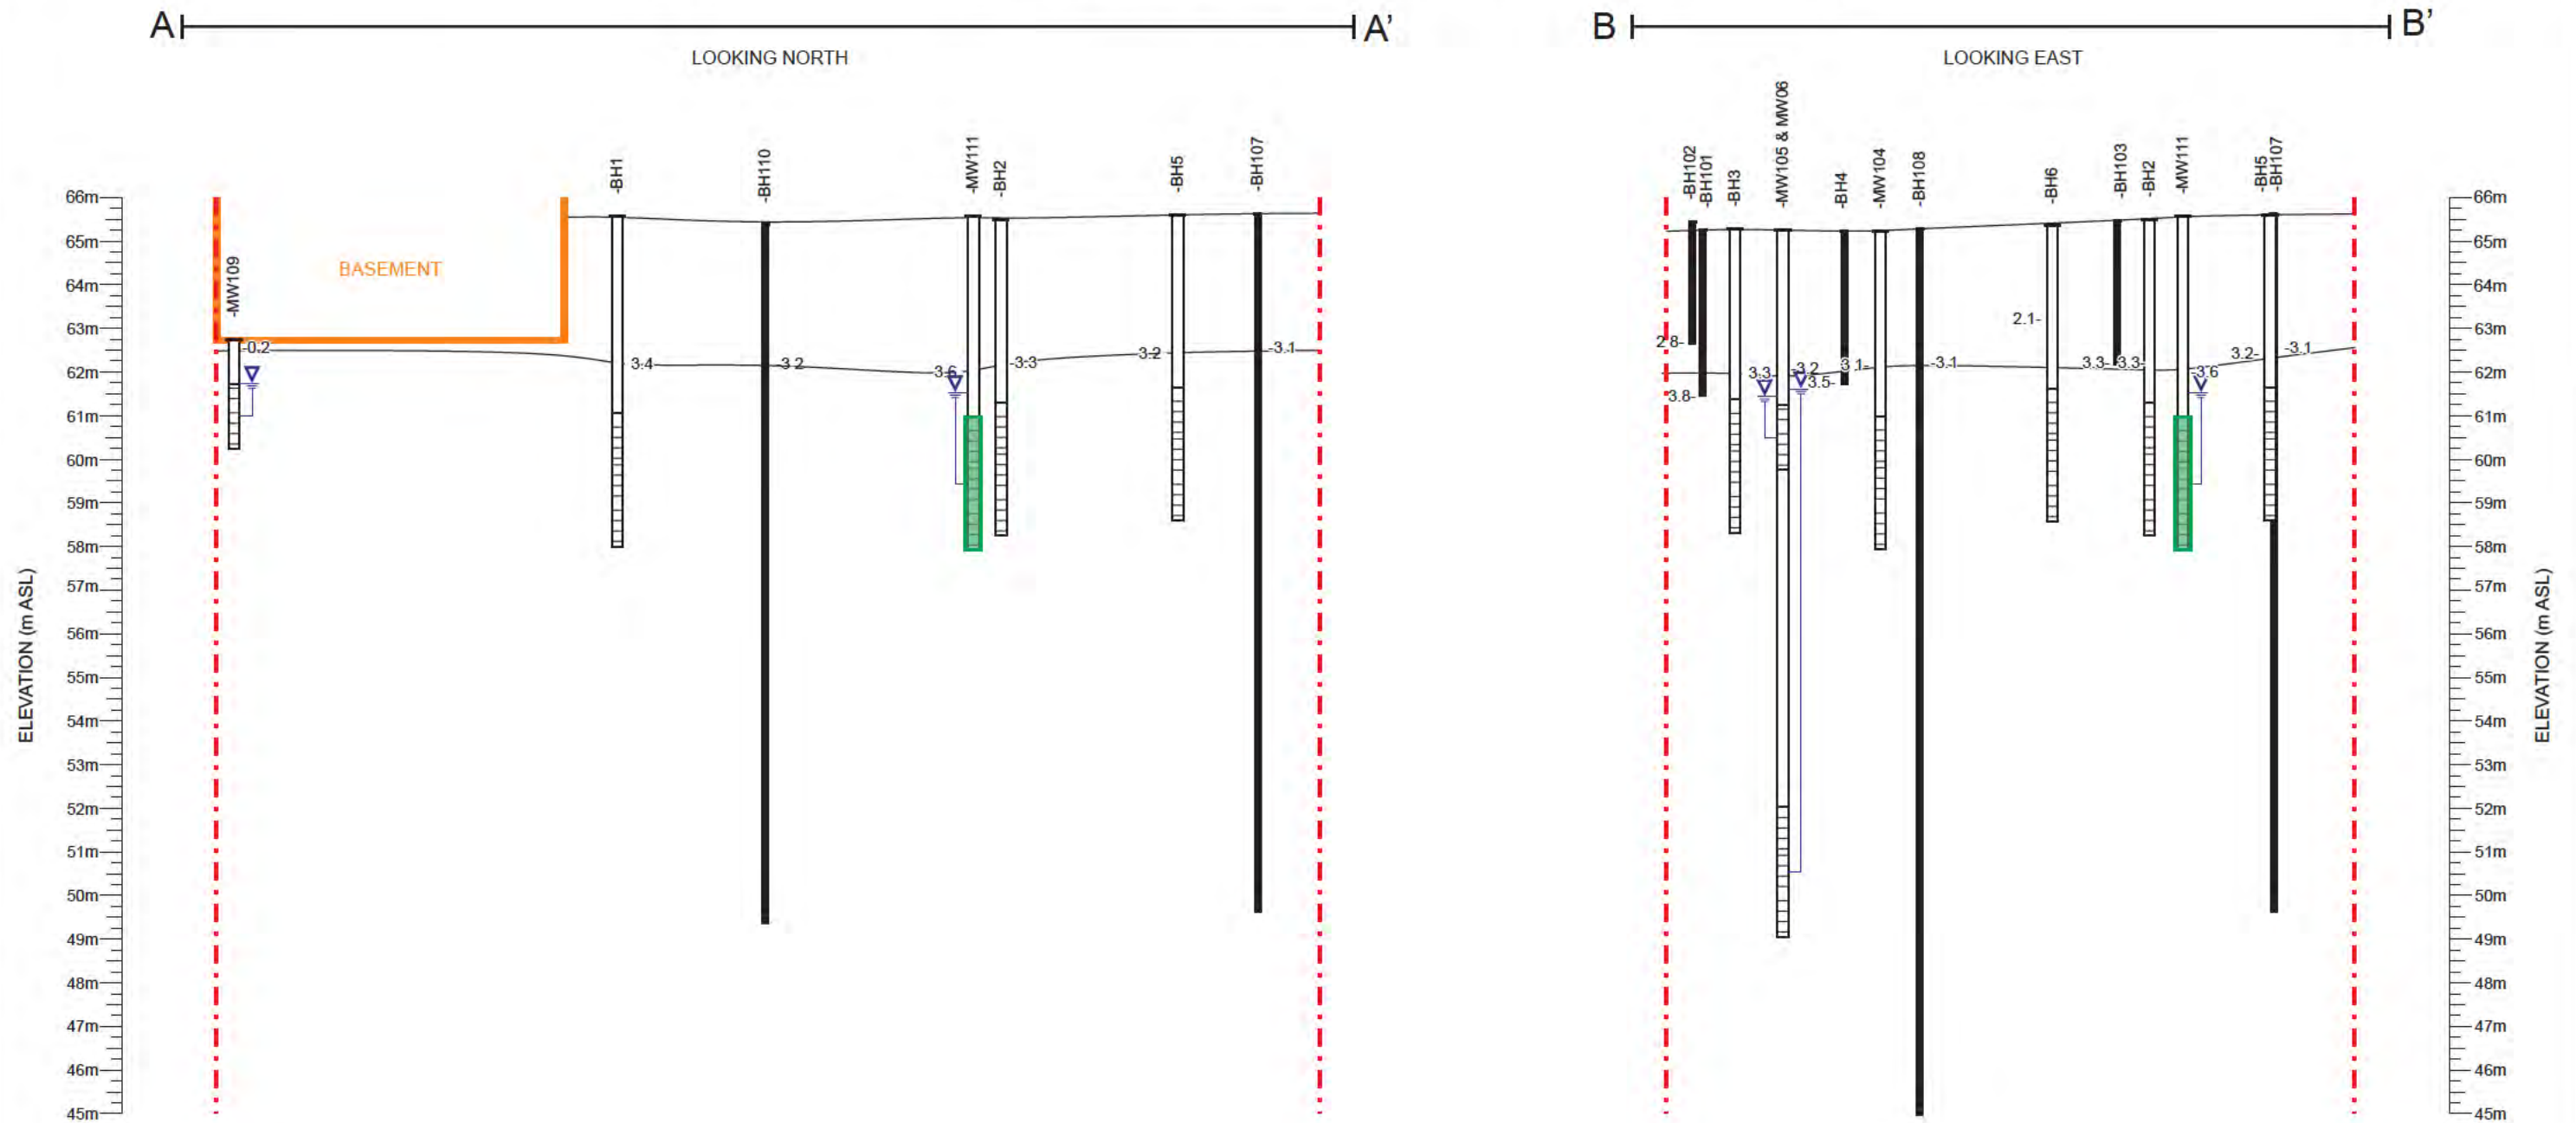 A A'
LOOKING NORTH
B B'
LOOKING EAST
-MW109
BASEMENT
-BH1
-BH110
-MW111
-BH2
-BH5
-BH107
66m
65m
64m
63m
62m
61m
60m
59m
58m
57m
56m
55m
54m
53m
52m
51m
50m
49m
48m
47m
46m
45m
ELEVATION (m ASL)
-0.2
3.4
3.2
3.6
-3.3
3.2
-3.1
-BH102
-BH101
-BH3
-MW105 & MW06
-BH4
-MW104
-BH108
-BH6
-BH103
-BH2
-MW111
-BH5
-BH107
2.8-
3.8-
3.3
-3.2
3.5-
3.1-
-3.1
2.1-
3.3-
-3.3-
-3.6
3.2-
-3.1
66m
65m
64m
63m
62m
61m
60m
59m
58m
57m
56m
55m
54m
53m
52m
51m
50m
49m
48m
47m
46m
45m
ELEVATION (m ASL)